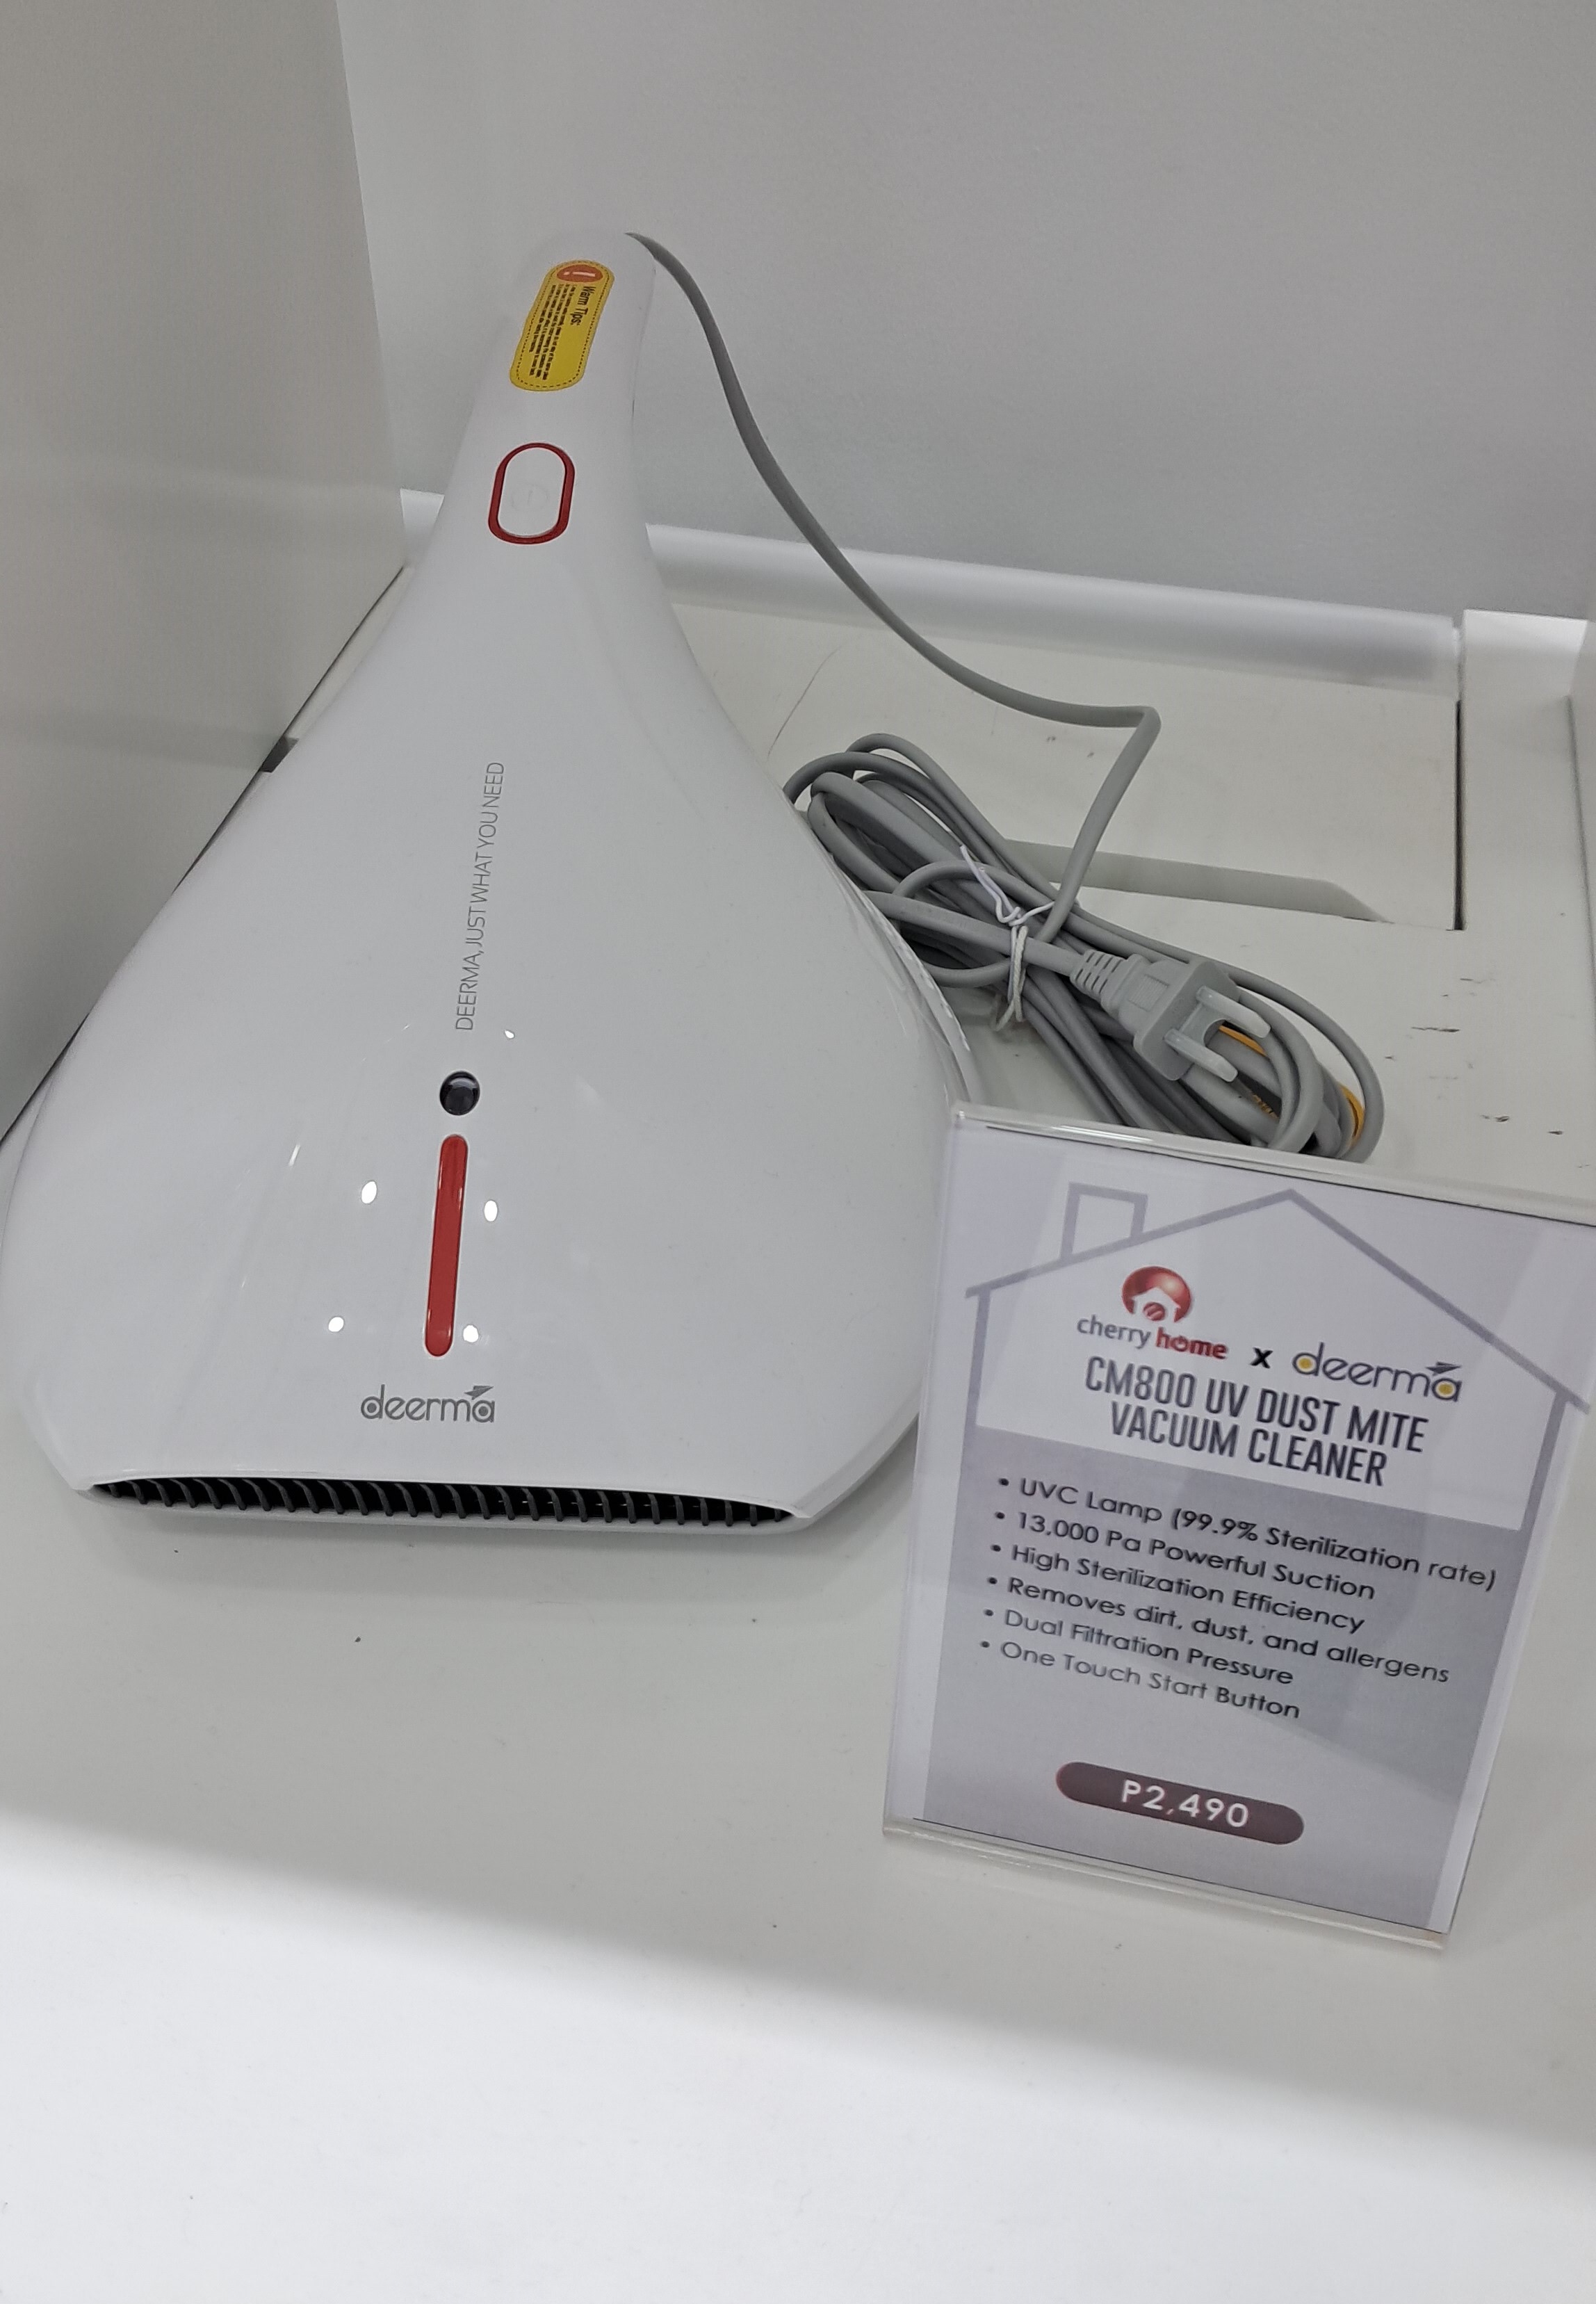 Warm Tips:
DEERMA, JUST WHAT YOU NEED
deerma
cherry home x deerma
CM800 UV DUST MITE
VACUUM CLEANER
• UVC Lamp (99.9% Sterilization rate)
• 13,000 Pa Powerful Suction
• High Sterilization Efficiency
• Removes dirt, dust, and allergens
• Dual Filtration Pressure
• One Touch Start Button
P2,490